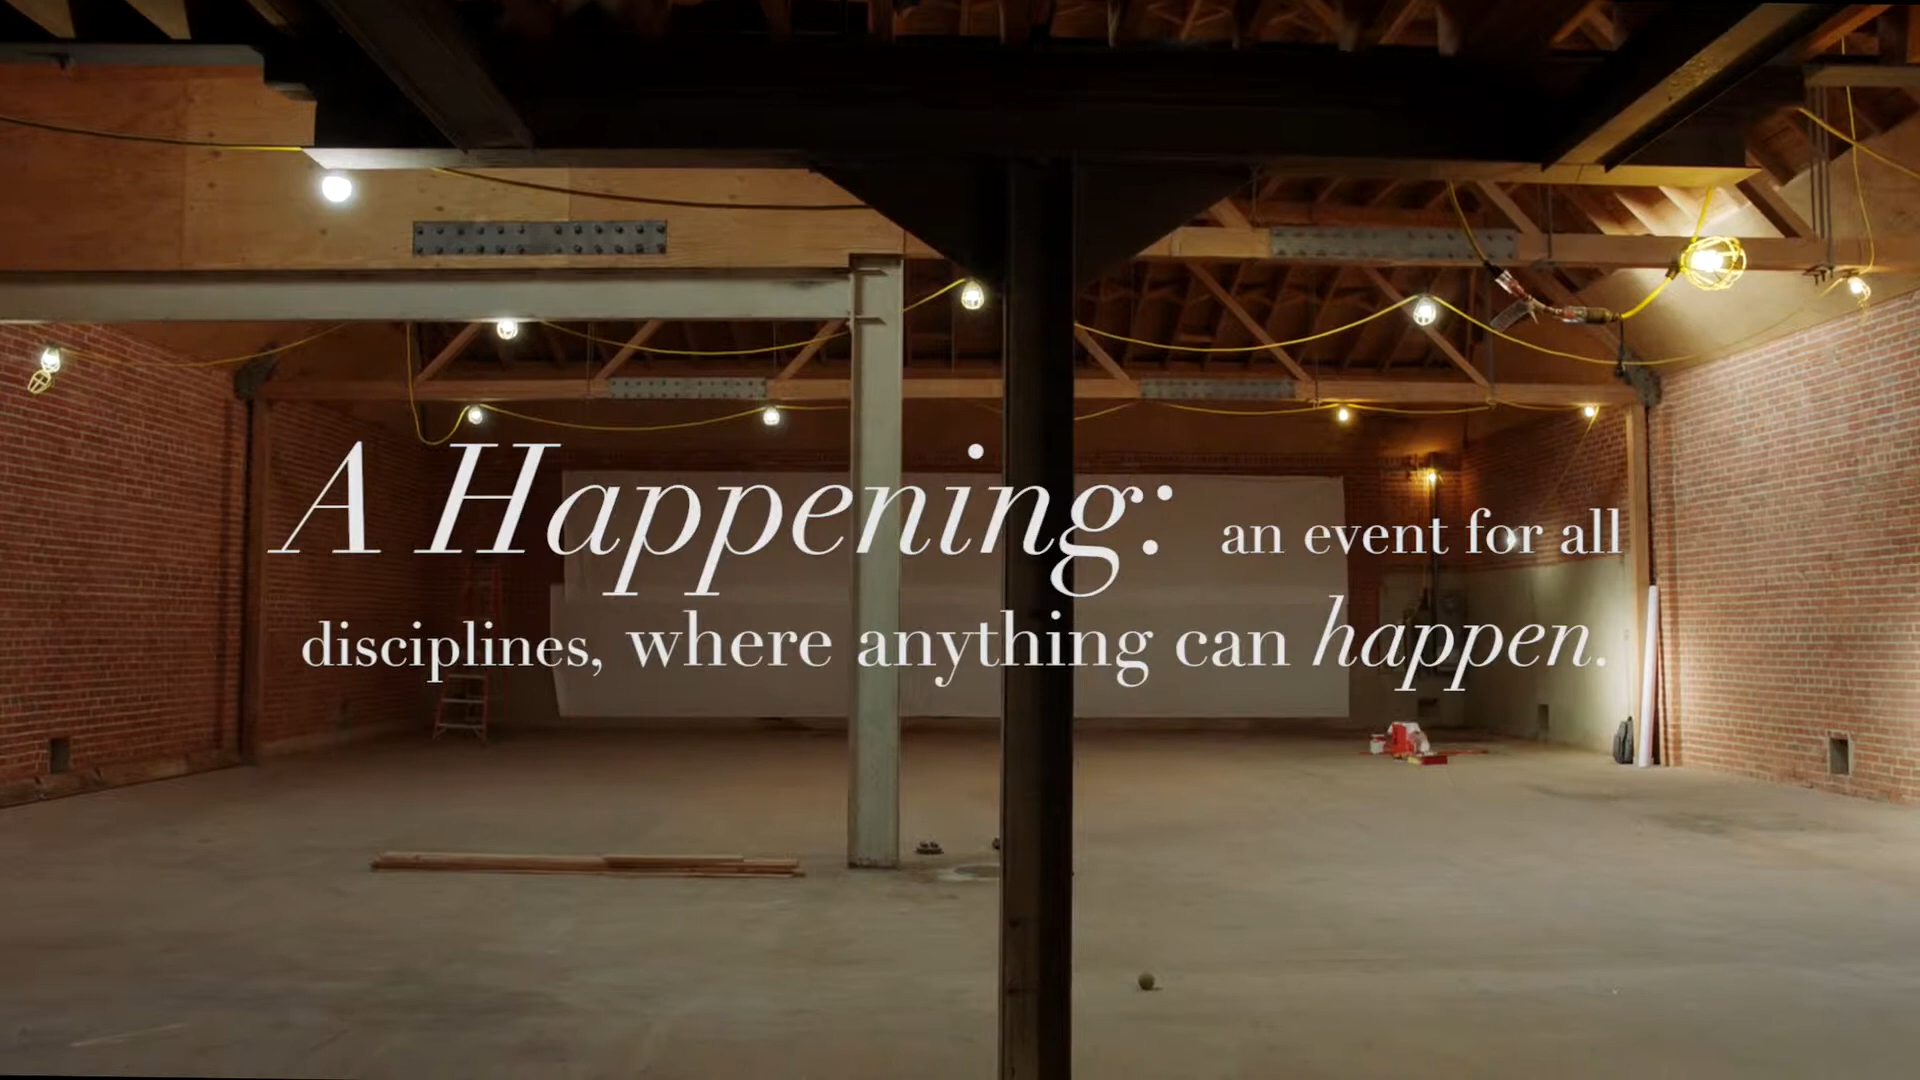 A Happening: an event for all
disciplines, where anything can happen.